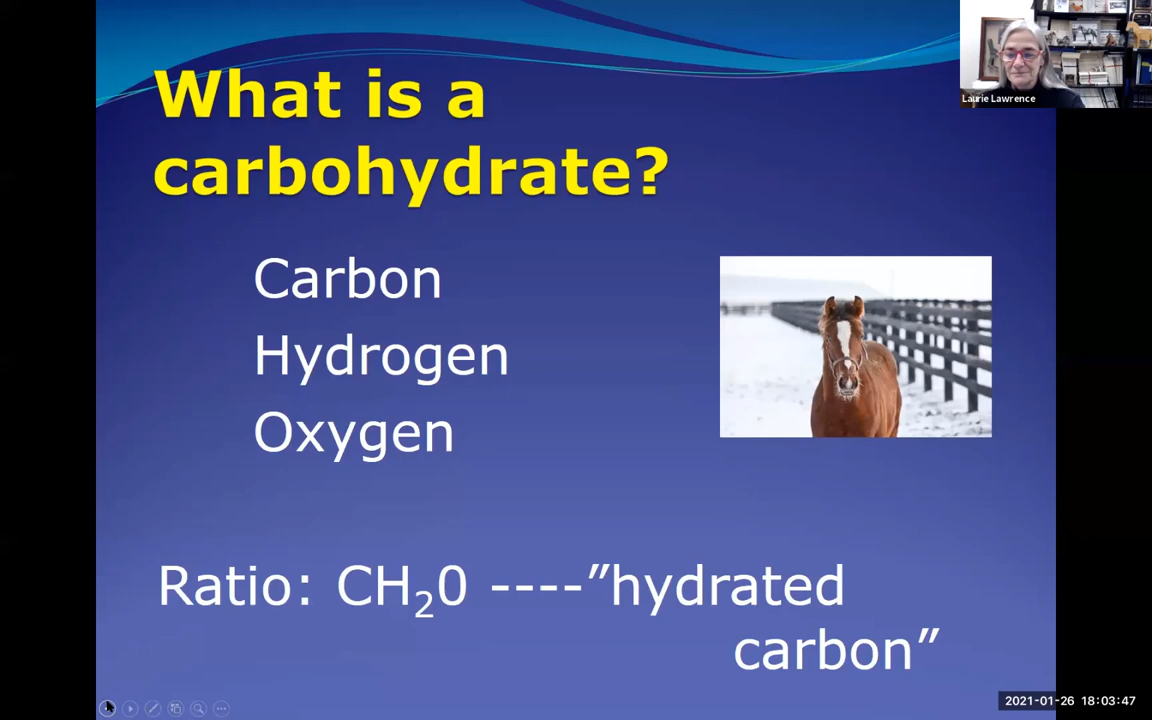 What is a
carbohydrate?
Laurie Lawrence
Carbon
Hydrogen
Oxygen
Ratio: CH₂0 ----”hydrated
carbon”
2021-01-26 18:03:47